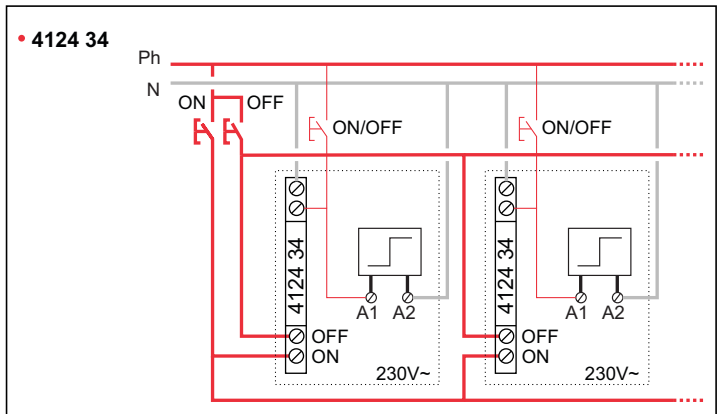 • 4124 34
Ph
N
ON OFF
ON/OFF ON/OFF
4124 34 4124 34
A1 A2 A1 A2
OFF OFF
ON ON
230V~ 230V~